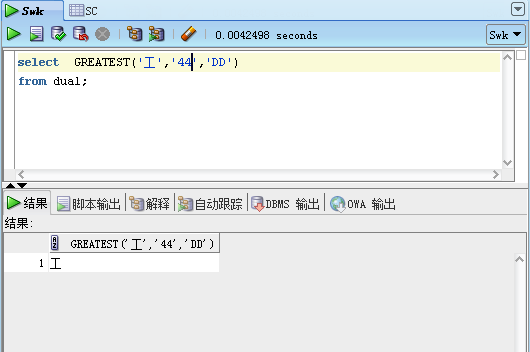 Swk SC
0.0042498 seconds Swk
select GREATEST('工','44','DD')
from dual;
结果 脚本输出 解释 自动跟踪 DBMS 输出 OWA 输出
结果:
GREATEST('工','44','DD')
1 工